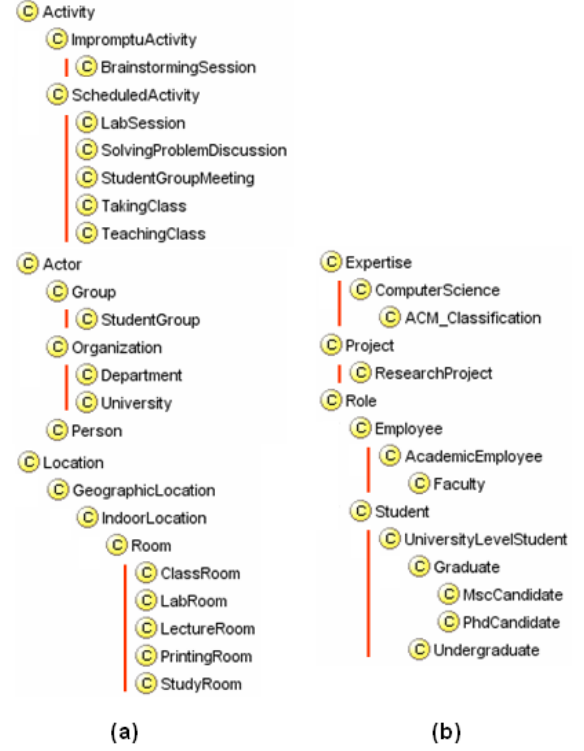 Activity
ImpromptuActivity
BrainstormingSession
ScheduledActivity
LabSession
SolvingProblemDiscussion
StudentGroupMeeting
TakingClass
TeachingClass
Actor
Group
StudentGroup
Organization
Department
University
Person
Location
GeographicLocation
IndoorLocation
Room
ClassRoom
LabRoom
LectureRoom
PrintingRoom
StudyRoom
(a)
Expertise
ComputerScience
ACM_Classification
Project
ResearchProject
Role
Employee
AcademicEmployee
Faculty
Student
UniversityLevelStudent
Graduate
MscCandidate
PhdCandidate
Undergraduate
(b)